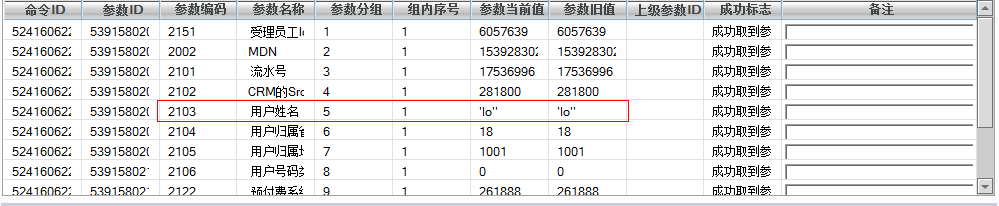 命令ID 参数ID 参数编码 参数名称 参数分组 组内序号 参数当前值 参数旧值 上级参数ID 成功标志 备注
52416062 53915802 2151 受理员工I 1 1 6057639 6057639 成功取到参
52416062 53915802 2002 MDN 2 1 153928302 15392830 成功取到参
52416062 53915802 2101 流水号 3 1 17536996 17536996 成功取到参
52416062 53915802 2102 CRM的Src 4 1 281800 281800 成功取到参
52416062 53915802 2103 用户姓名 5 1 'lo'' 'lo'' 成功取到参
52416062 53915802 2104 用户归属省 6 1 18 18 成功取到参
52416062 53915802 2105 用户归属地 7 1 1001 1001 成功取到参
52416062 53915802 2106 用户号码类 8 1 0 0 成功取到参
52416062 53915802 2122 预付费系统 9 1 261888 261888 成功取到参